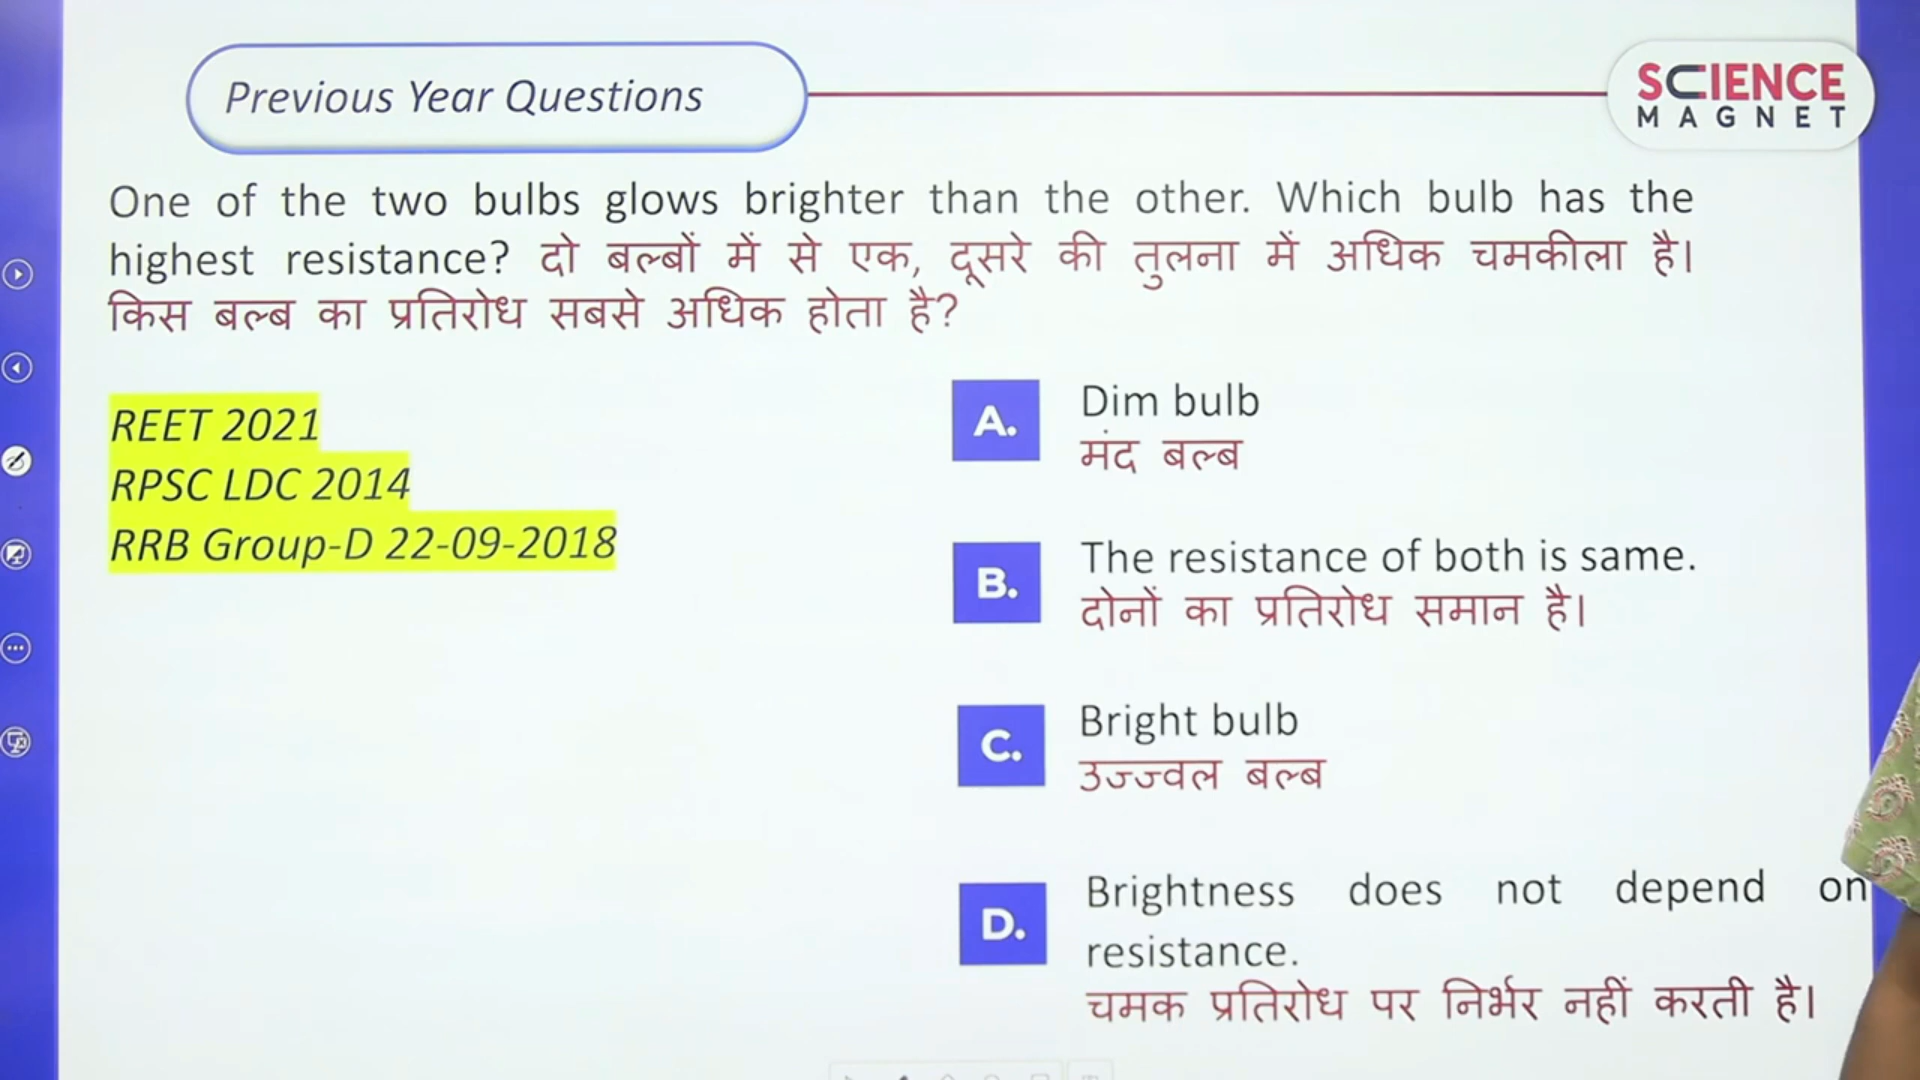 Previous Year Questions
SCIENCE
MAGNET
One of the two bulbs glows brighter than the other. Which bulb has the
highest resistance? दो बल्बों में से एक, दूसरे की तुलना में अधिक चमकीला है।
किस बल्ब का प्रतिरोध सबसे अधिक होता है?
REET 2021
RPSC LDC 2014
RRB Group-D 22-09-2018
A. Dim bulb
मंद बल्ब
B. The resistance of both is same.
दोनों का प्रतिरोध समान है।
C. Bright bulb
उज्ज्वल बल्ब
D. Brightness does not depend on
resistance.
चमक प्रतिरोध पर निर्भर नहीं करती है।